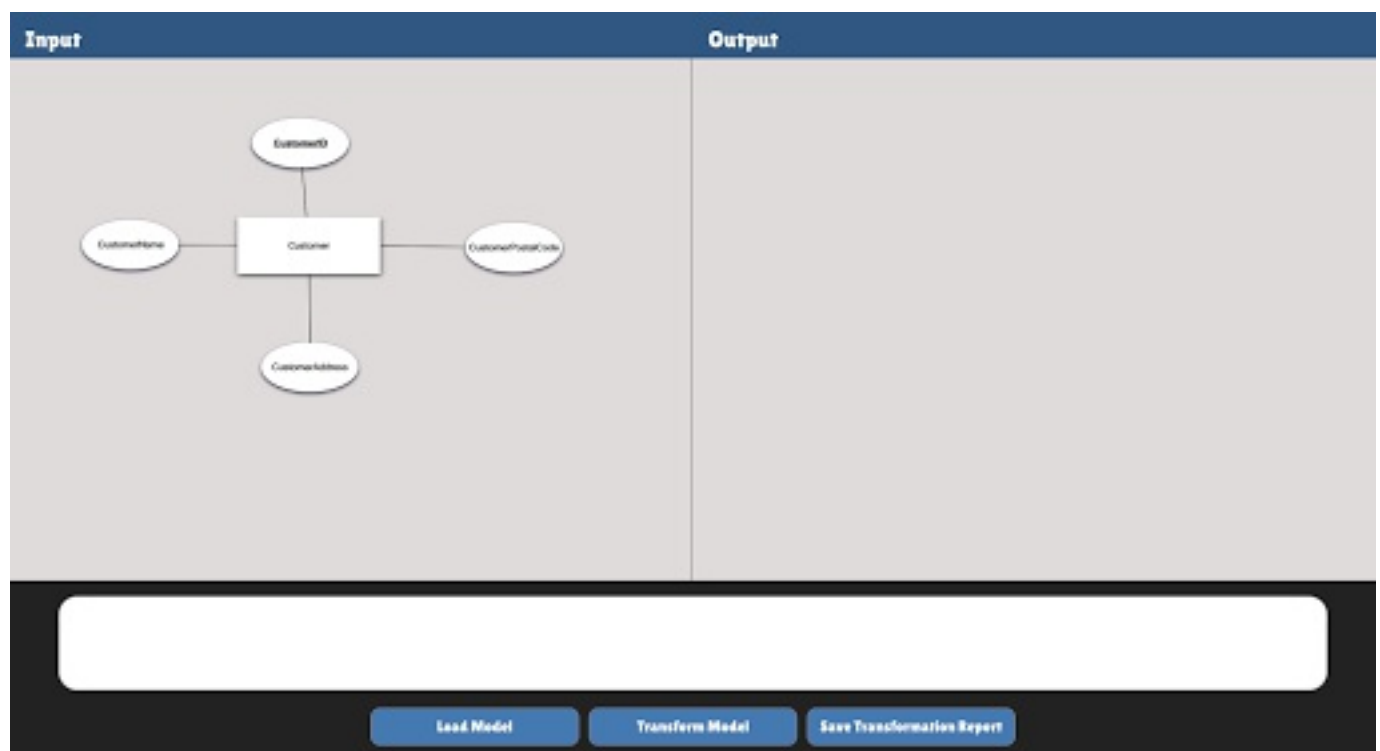 Input
Output
CustomerID
CustomerName
Customer
CustomerPostalCode
CustomerAddress
Load Model
Transform Model
Save Transformation Report